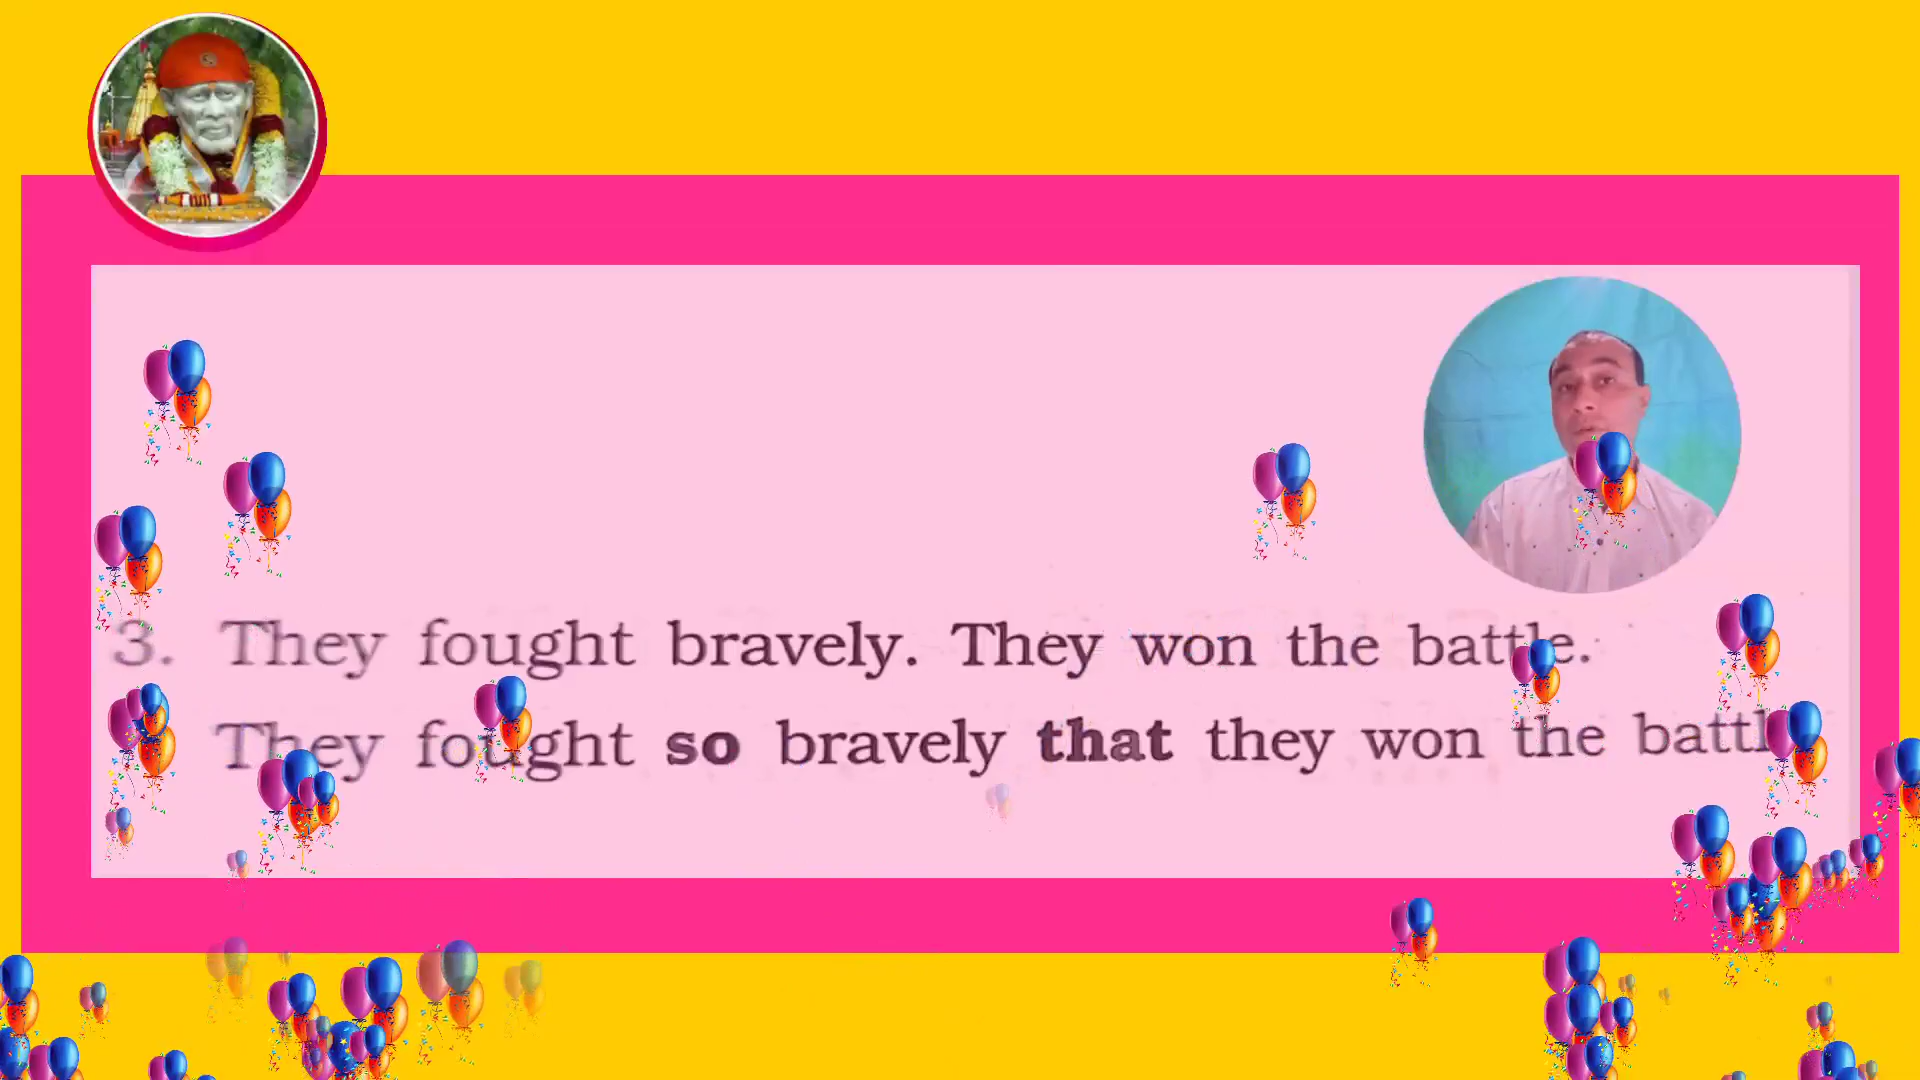 3. They fought bravely. They won the battle.
They fought so bravely that they won the battl